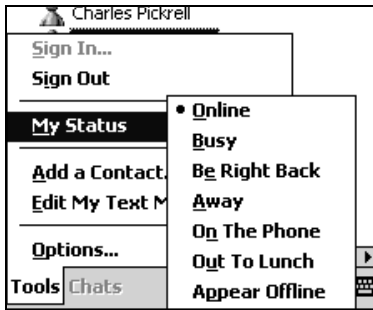 Charles Pickrell
Sign In...
Sign Out
My Status
Add a Contact.
Edit My Text M
Options...
Tools Chats
Online
Busy
Be Right Back
Away
On The Phone
Out To Lunch
Appear Offline